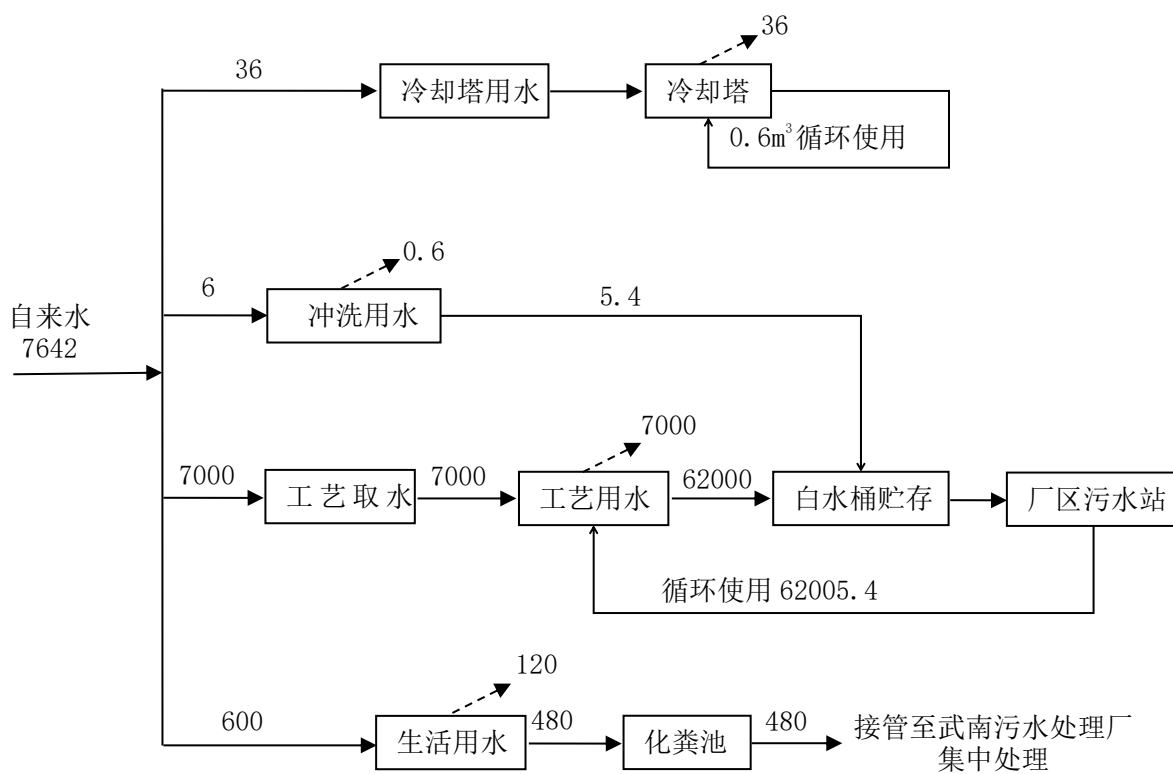 36
36
冷却塔用水
冷却塔
0.6m³循环使用
0.6
6
冲洗用水
5.4
自来水
7642
7000
7000
工艺取水
7000
工艺用水
62000
白水桶贮存
厂区污水站
循环使用 62005.4
120
600
生活用水
480
化粪池
480
接管至武南污水处理厂
集中处理